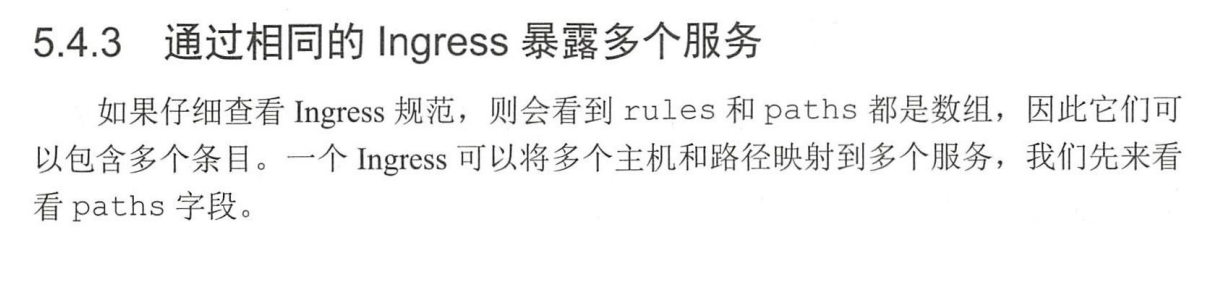 5.4.3 通过相同的 Ingress 暴露多个服务
如果仔细查看 Ingress 规范，则会看到 rules 和 paths 都是数组，因此它们可
以包含多个条目。一个 Ingress 可以将多个主机和路径映射到多个服务，我们先来看
看 paths 字段。